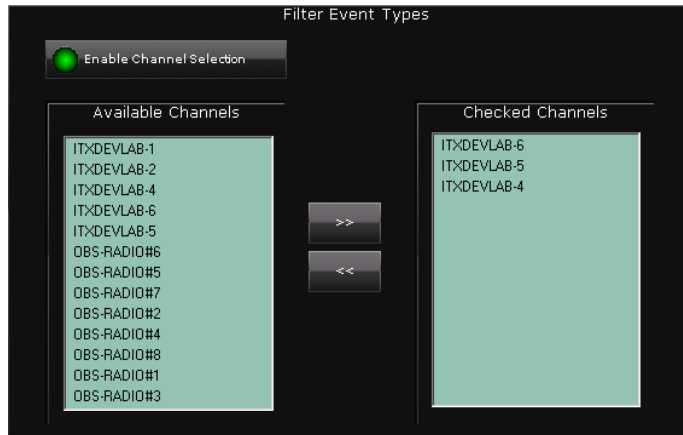 Filter Event Types
Enable Channel Selection
Available Channels
ITXDEVLAB-1
ITXDEVLAB-2
ITXDEVLAB-4
ITXDEVLAB-6
ITXDEVLAB-5
OBS-RADIO#6
OBS-RADIO#5
OBS-RADIO#7
OBS-RADIO#2
OBS-RADIO#4
OBS-RADIO#8
OBS-RADIO#1
OBS-RADIO#3
>>
<<
Checked Channels
ITXDEVLAB-6
ITXDEVLAB-5
ITXDEVLAB-4